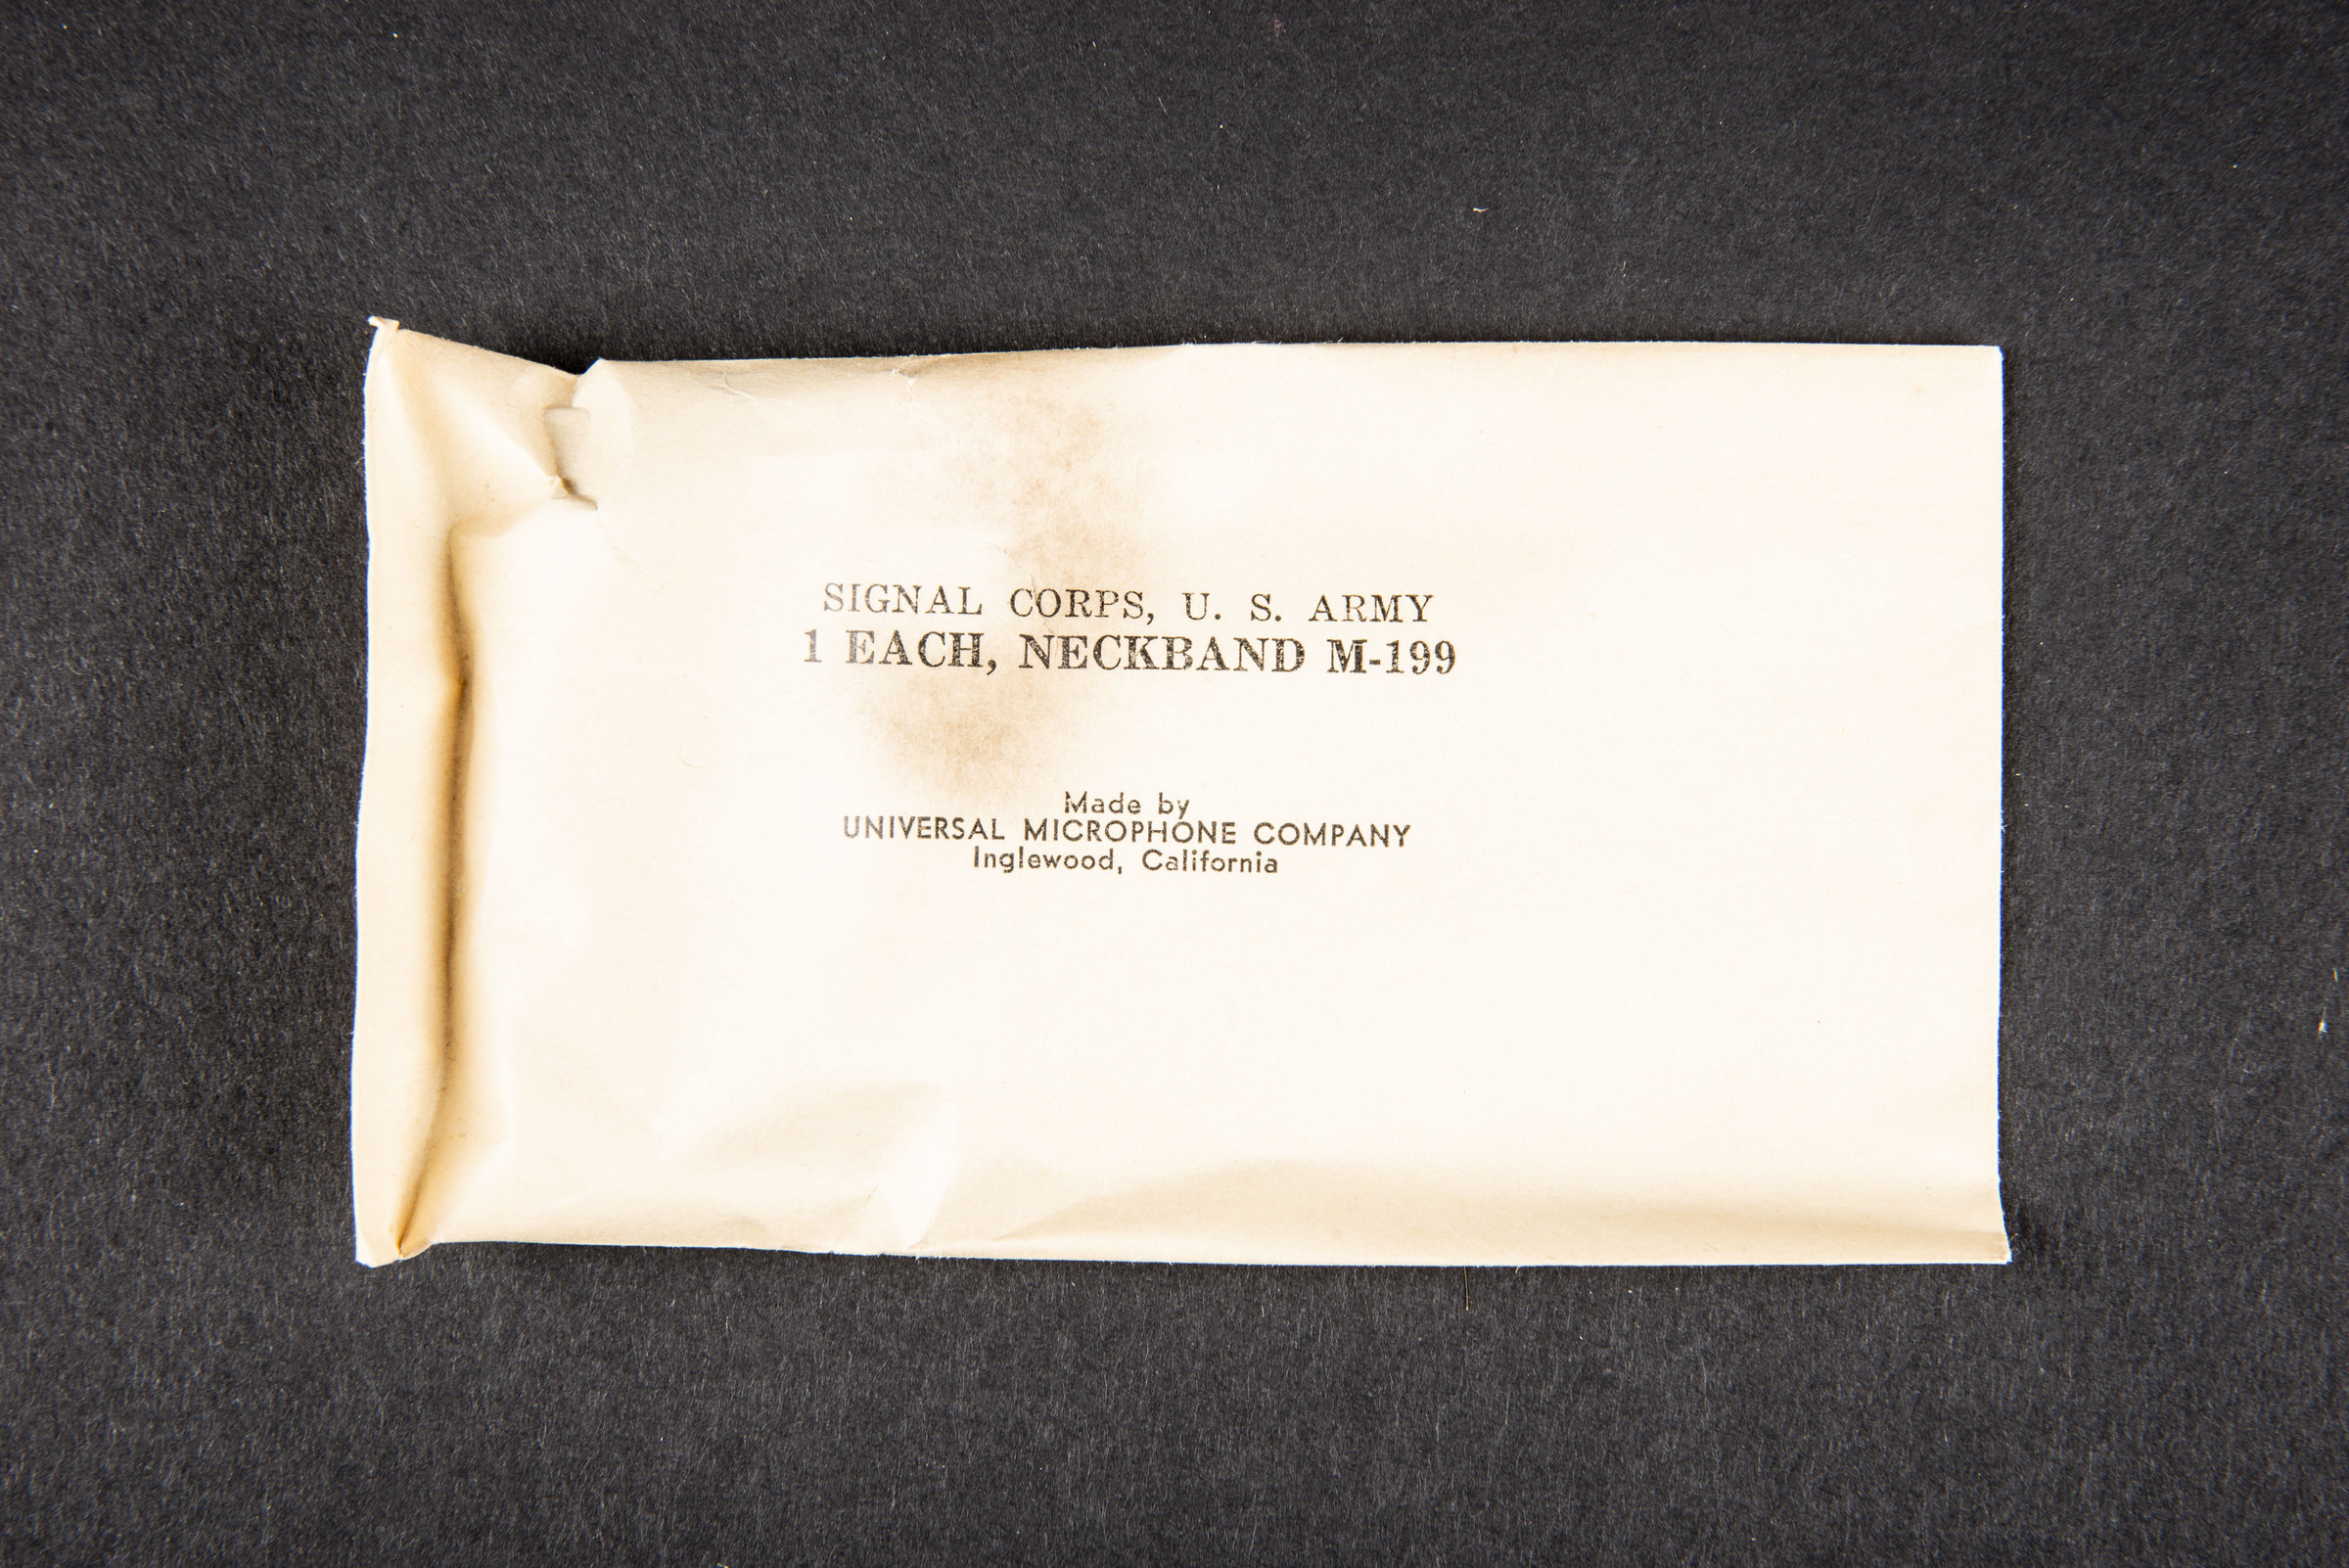 SIGNAL CORPS, U. S. ARMY
1 EACH, NECKBAND M-199
Made by
UNIVERSAL MICROPHONE COMPANY
Inglewood, California